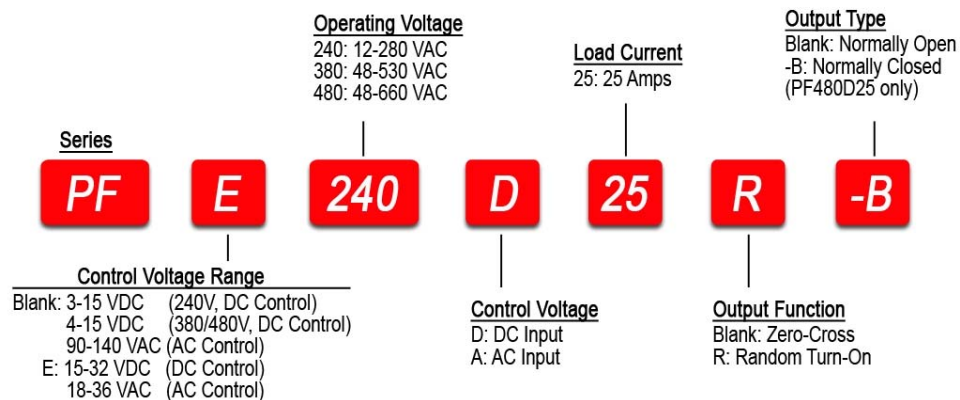 Operating Voltage
240: 12-280 VAC
380: 48-530 VAC
480: 48-660 VAC
Load Current
25: 25 Amps
Output Type
Blank: Normally Open
-B: Normally Closed
(PF480D25 only)
Series
PF E 240 D 25 R -B
Control Voltage Range
Blank: 3-15 VDC (240V, DC Control)
4-15 VDC (380/480V, DC Control)
90-140 VAC (AC Control)
E: 15-32 VDC (DC Control)
18-36 VAC (AC Control)
Control Voltage
D: DC Input
A: AC Input
Output Function
Blank: Zero-Cross
R: Random Turn-On